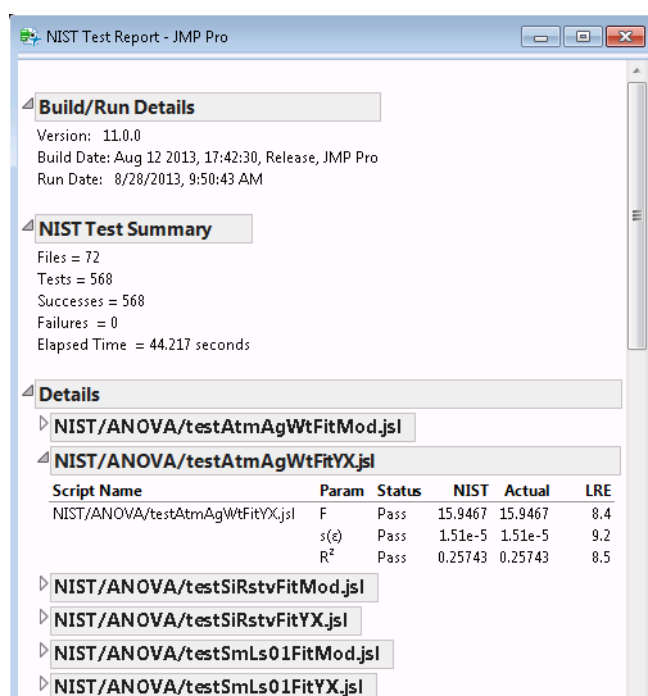 NIST Test Report - JMP Pro
Build/Run Details
Version: 11.0.0
Build Date: Aug 12 2013, 17:42:30, Release, JMP Pro
Run Date: 8/28/2013, 9:50:43 AM
NIST Test Summary
Files = 72
Tests = 568
Successes = 568
Failures = 0
Elapsed Time = 44.217 seconds
Details
NIST/ANOVA/testAtmAgWtFitMod.jsl
NIST/ANOVA/testAtmAgWtFitYX.jsl
Script Name Param Status NIST Actual LRE
NIST/ANOVA/testAtmAgWtFitYX.jsl F Pass 15.9467 15.9467 8.4
s(ε) Pass 1.51e-5 1.51e-5 9.2
R² Pass 0.25743 0.25743 8.5
NIST/ANOVA/testSiRstvFitMod.jsl
NIST/ANOVA/testSiRstvFitYX.jsl
NIST/ANOVA/testSmLs01FitMod.jsl
NIST/ANOVA/testSmLs01FitYX.jsl